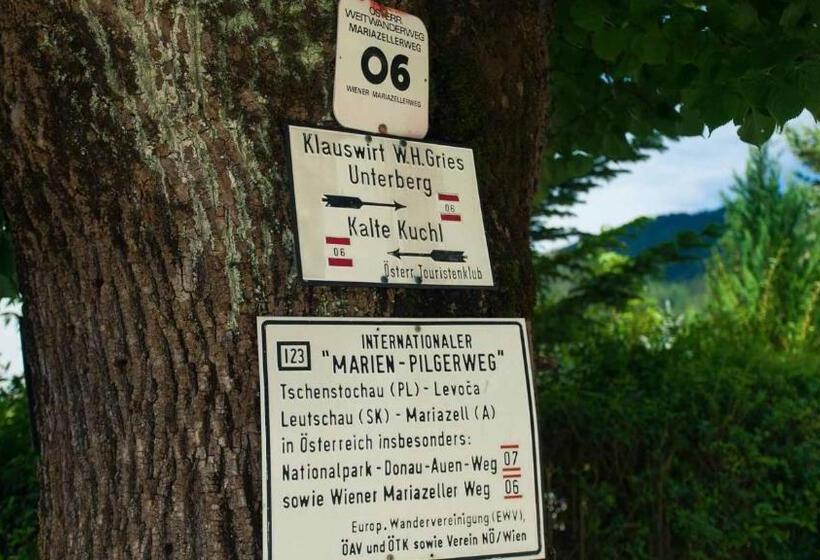 ÖSTERR.
WEITWANDERWEG
MARIAZELLERWEG
06
WIENER MARIAZELLERWEG
Klauswirt W.H.Gries
Unterberg
06
Kalte Kuchl
06
Österr. Touristenklub
123
INTERNATIONALER
"MARIEN-PILGERWEG"
Tschenstochau (PL) - Levoča
Leutschau (SK) - Mariazell (A)
in Österreich insbesonders:
Nationalpark-Donau-Auen-Weg 07
sowie Wiener Mariazeller Weg 06
Europ. Wandervereinigung (EWV),
ÖAV und ÖTK sowie Verein NÖ/Wien